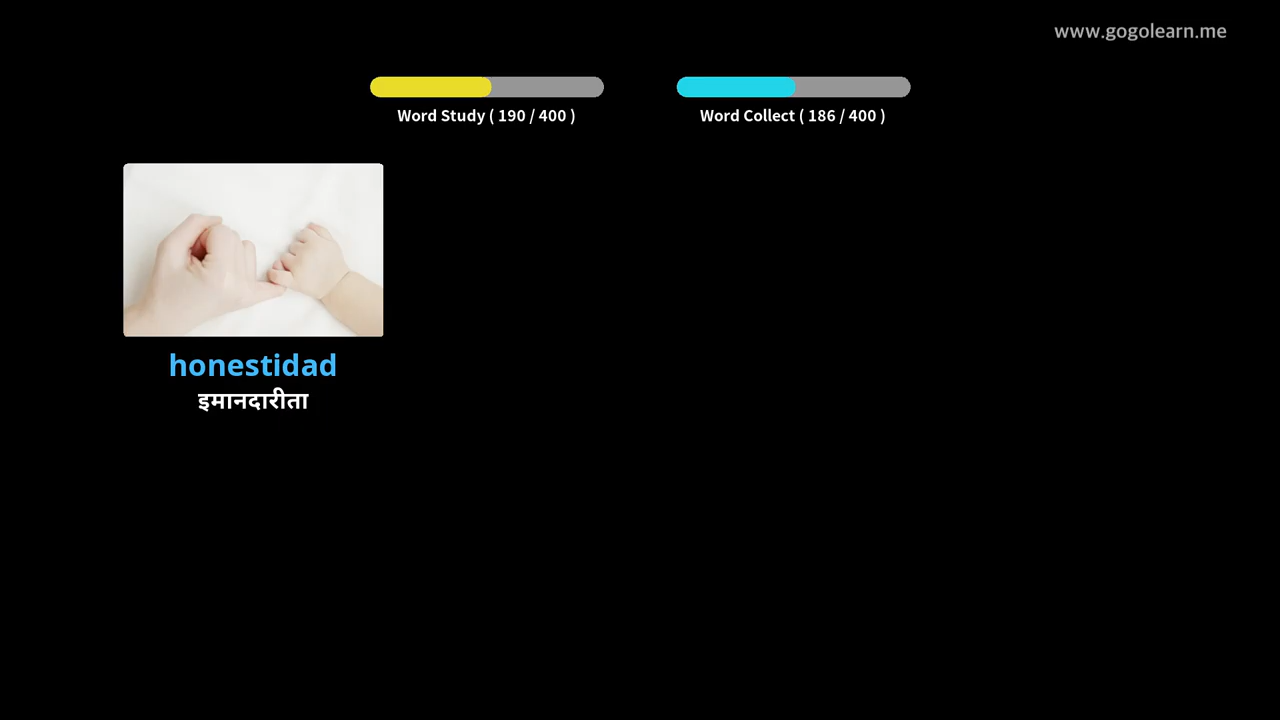 www.gogolearn.me
Word Study ( 190 / 400 )
Word Collect ( 186 / 400 )
honestidad
इमानदारीता